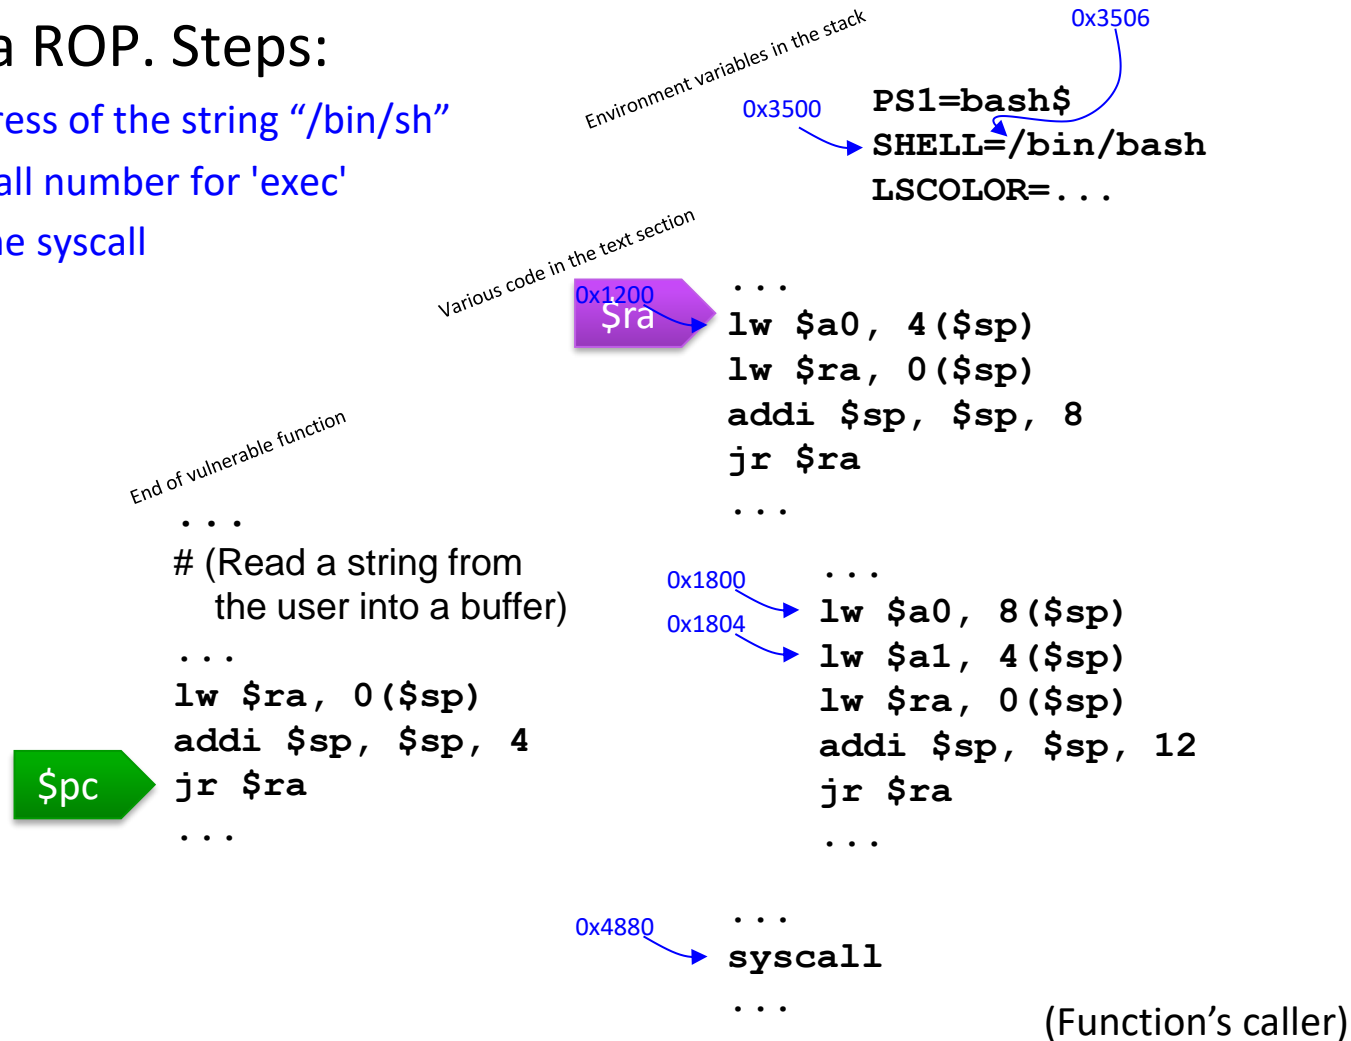 a ROP. Steps:
ress of the string “/bin/sh”
all number for 'exec'
he syscall
Environment variables in the stack
0x3506
0x3500
PS1=bash$
SHELL=/bin/bash
LSCOLOR=...
Various code in the text section
0x1200
$ra
...
lw $a0, 4($sp)
lw $ra, 0($sp)
addi $sp, $sp, 8
jr $ra
...
End of vulnerable function
...
# (Read a string from
the user into a buffer)
...
lw $ra, 0($sp)
addi $sp, $sp, 4
$pc
jr $ra
...
0x1800
0x1804
...
lw $a0, 8($sp)
lw $a1, 4($sp)
lw $ra, 0($sp)
addi $sp, $sp, 12
jr $ra
...
0x4880
...
syscall
...
(Function’s caller)